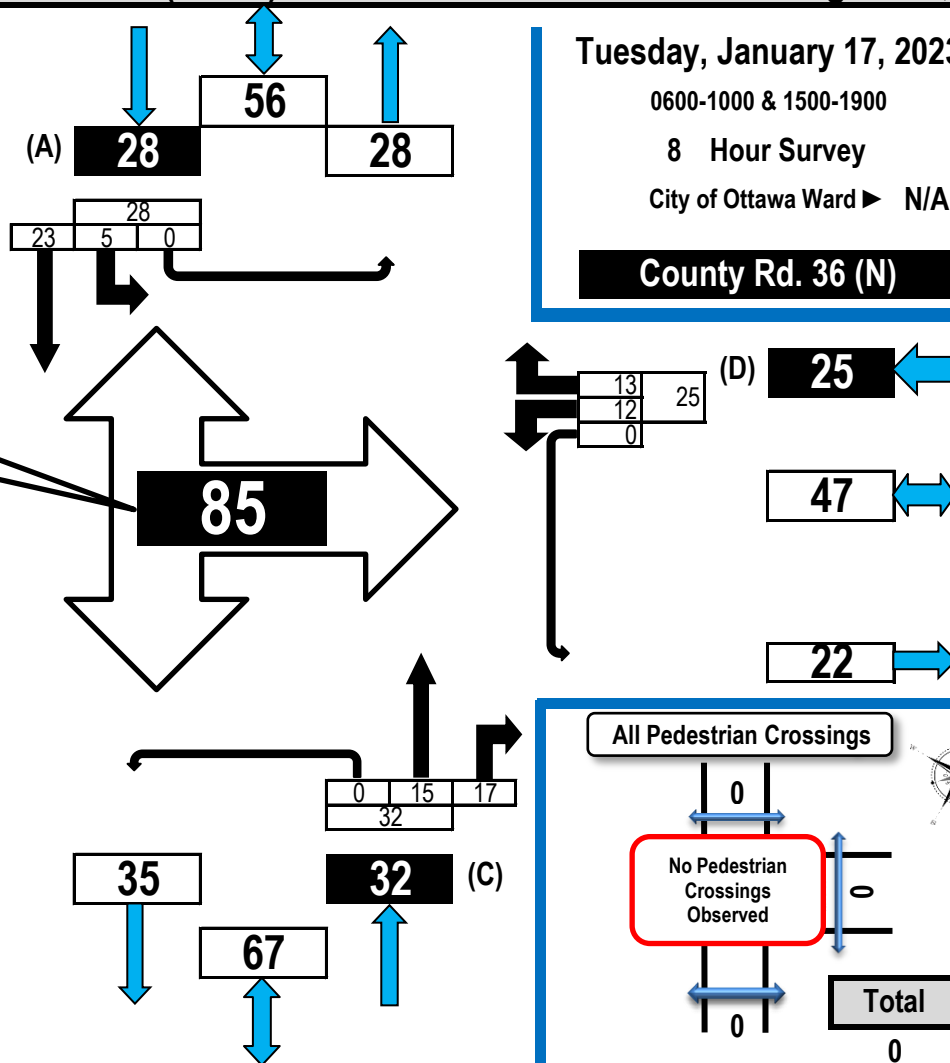 Tuesday, January 17, 2023
0600-1000 & 1500-1900
8 Hour Survey
City of Ottawa Ward ► N/A
County Rd. 36 (N)
56
(A) 28
28
28
23 5 0
13
12
0
25
(D) 25
85
47
22
0 15 17
32
35
32 (C)
67
All Pedestrian Crossings
0
No Pedestrian
Crossings
Observed
0
0
Total
0